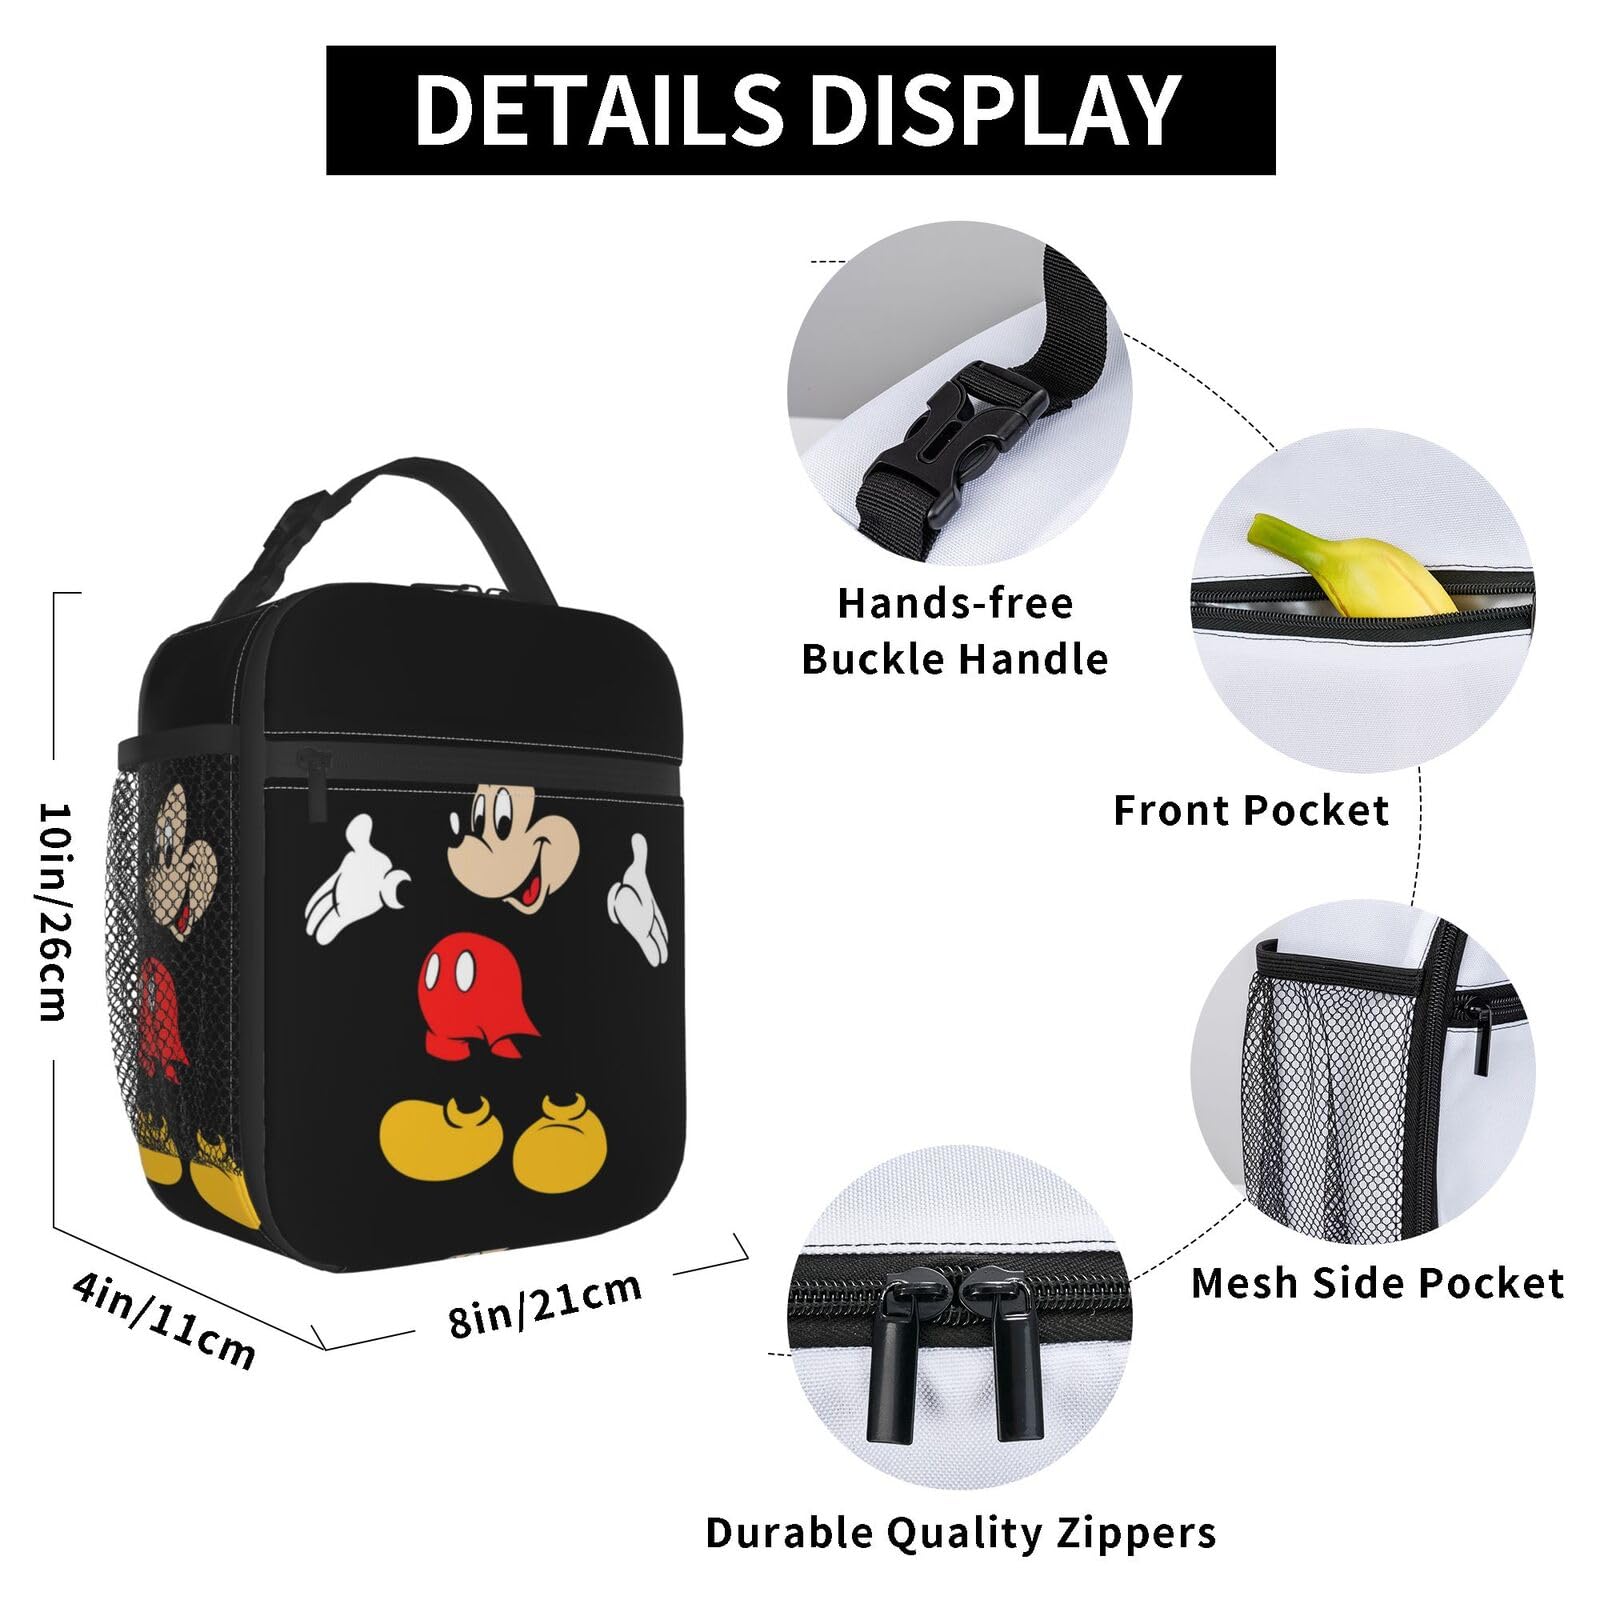 DETAILS DISPLAY
Hands-free
Buckle Handle
Front Pocket
10in/26cm
Mesh Side Pocket
4in/11cm
8in/21cm
Durable Quality Zippers